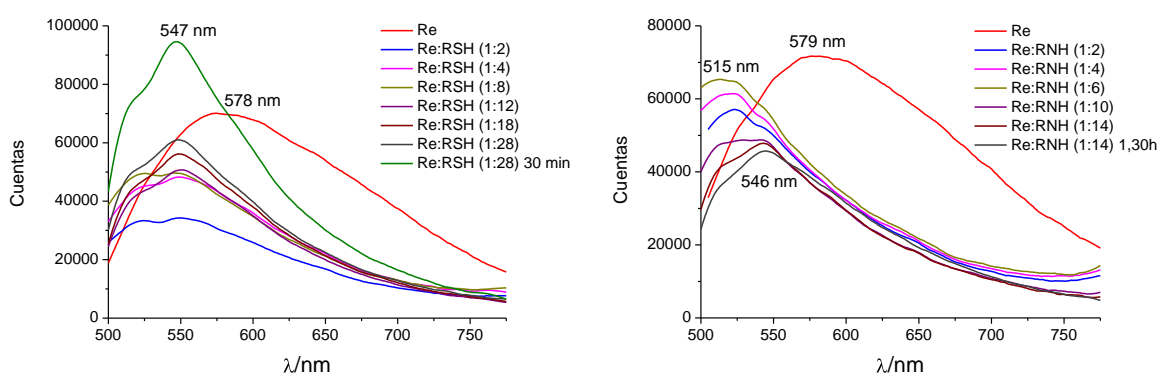 547 nm
578 nm
Re
Re:RSH (1:2)
Re:RSH (1:4)
Re:RSH (1:8)
Re:RSH (1:12)
Re:RSH (1:18)
Re:RSH (1:28)
Re:RSH (1:28) 30 min
100000
80000
60000
40000
20000
0
Cuentas
500 550 600 650 700 750
λ/nm
515 nm
579 nm
546 nm
Re
Re:RNH (1:2)
Re:RNH (1:4)
Re:RNH (1:6)
Re:RNH (1:10)
Re:RNH (1:14)
Re:RNH (1:14) 1,30h
80000
60000
40000
20000
0
Cuentas
500 550 600 650 700 750
λ/nm